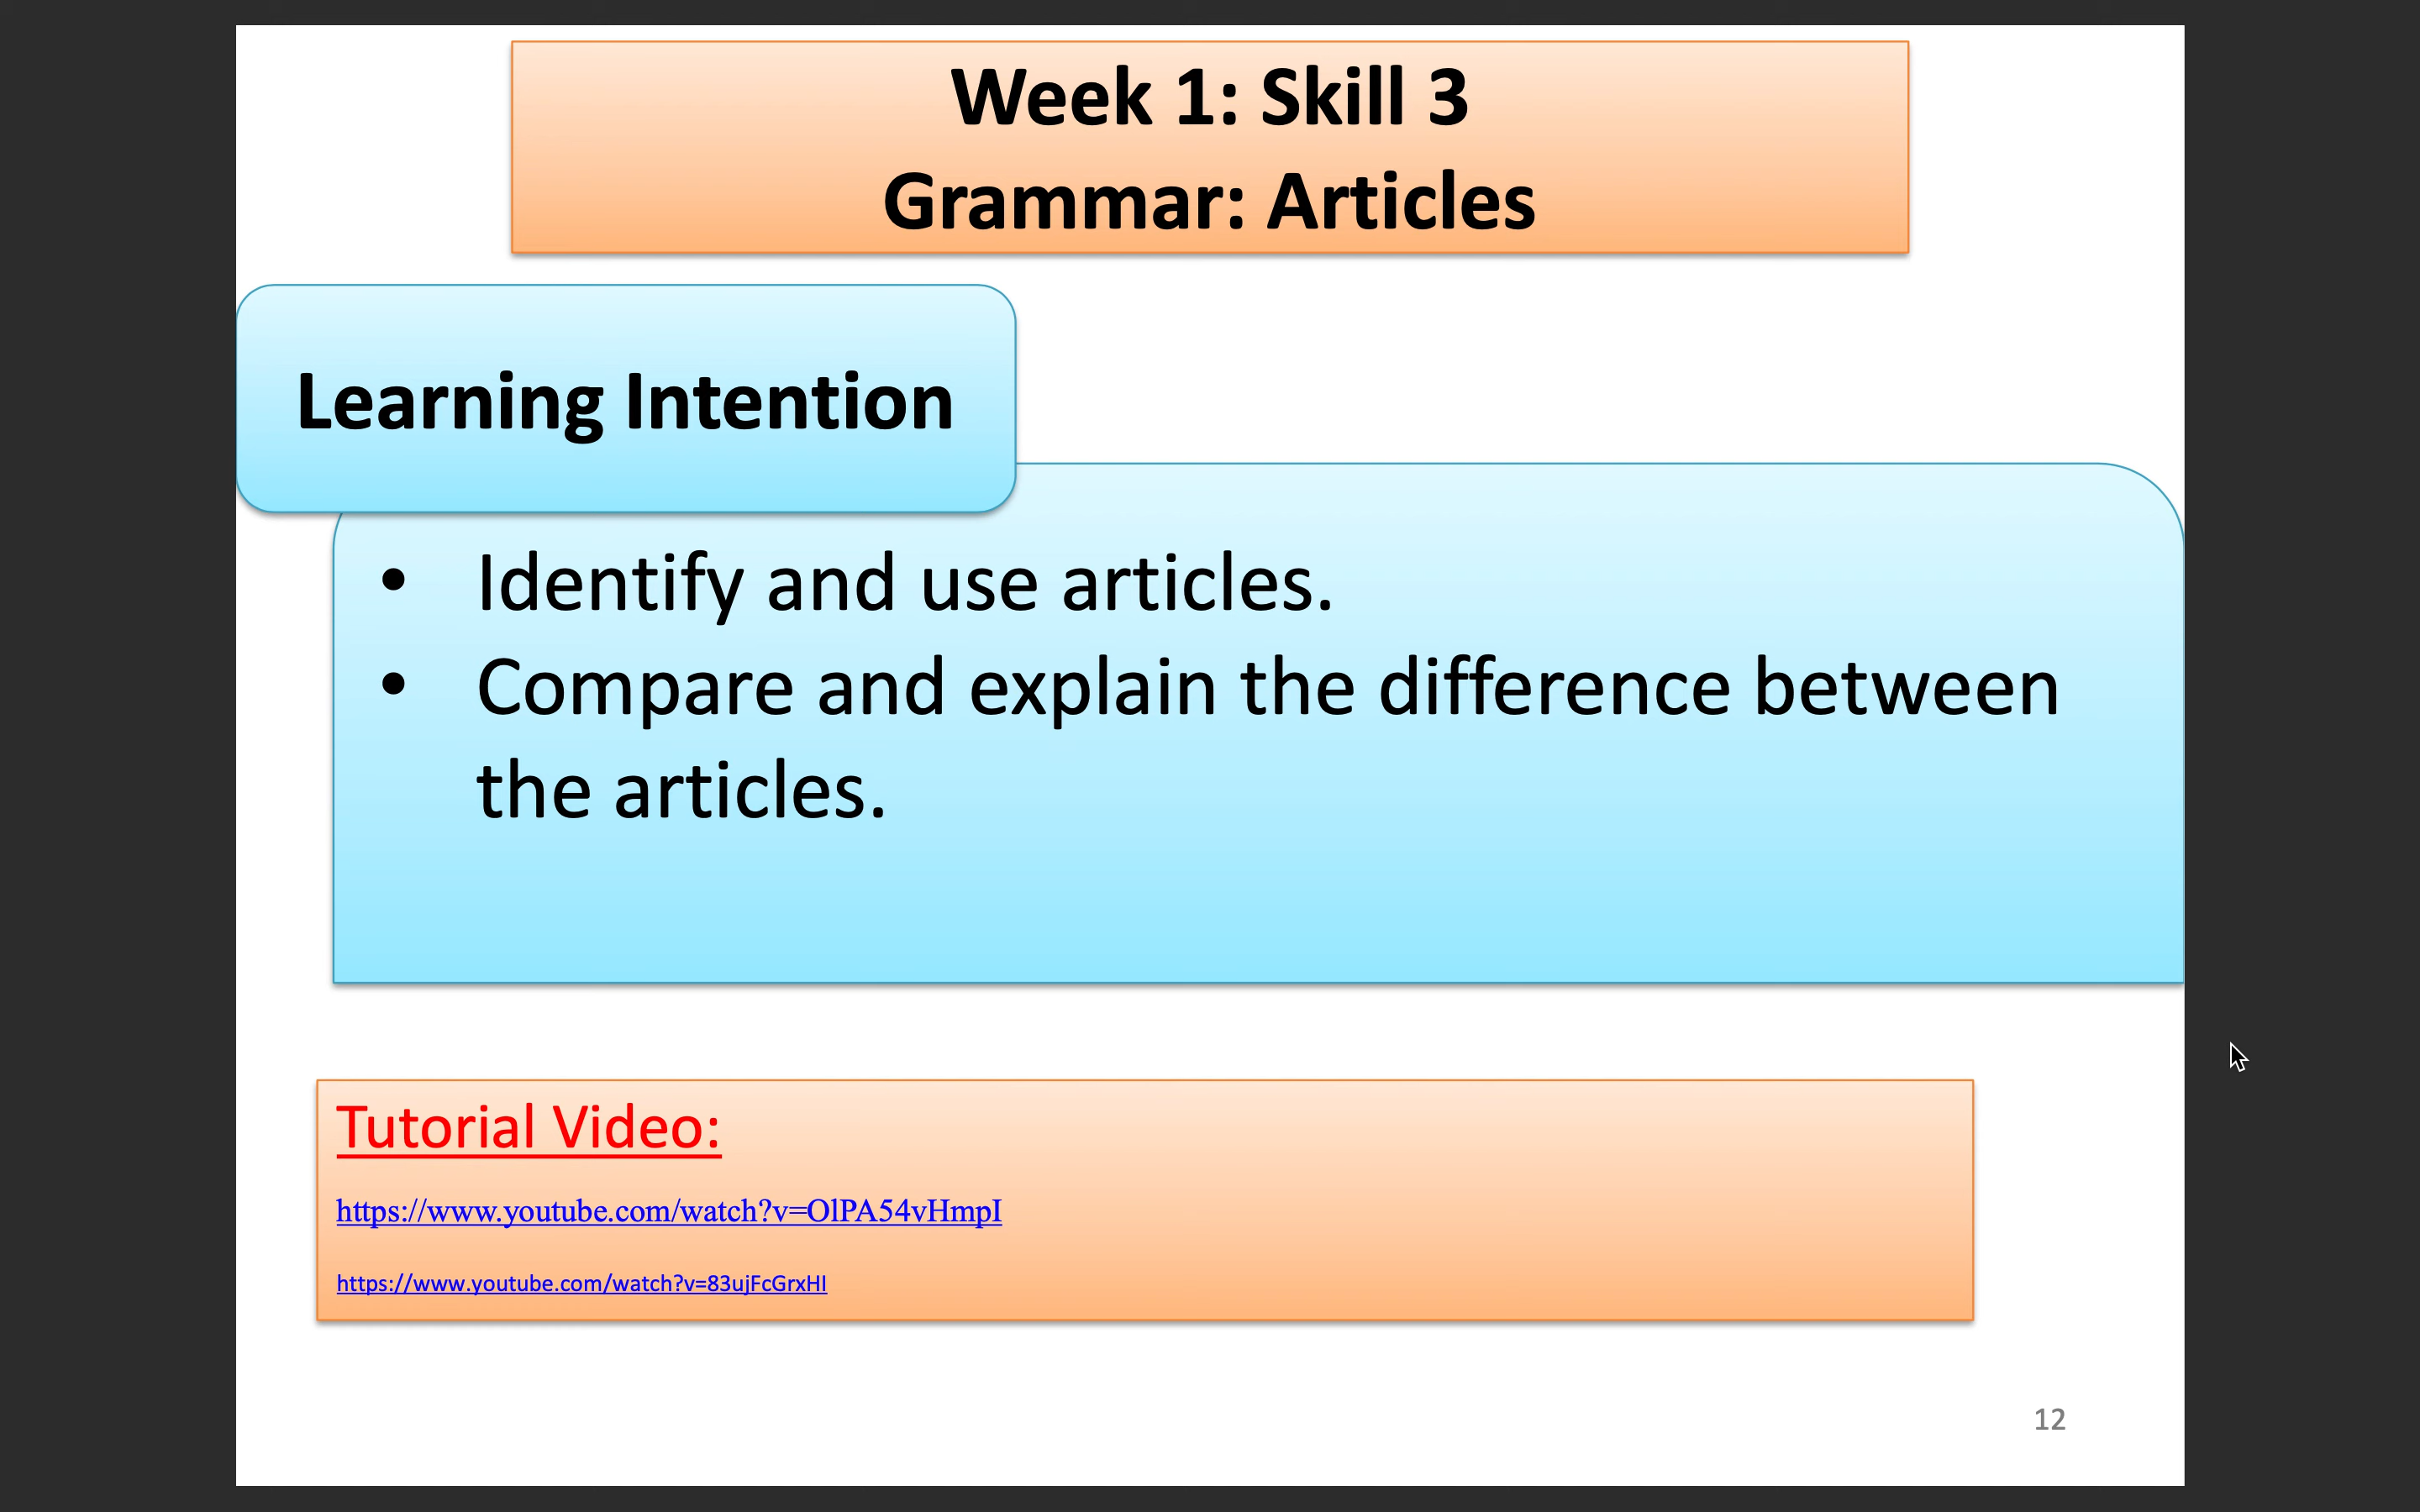 Week 1: Skill 3
Grammar: Articles
Learning Intention
• Identify and use articles.
• Compare and explain the difference between
the articles.
Tutorial Video:
https://www.youtube.com/watch?v=OlPA54vHmpI
https://www.youtube.com/watch?v=83ujFcGrxHI
12